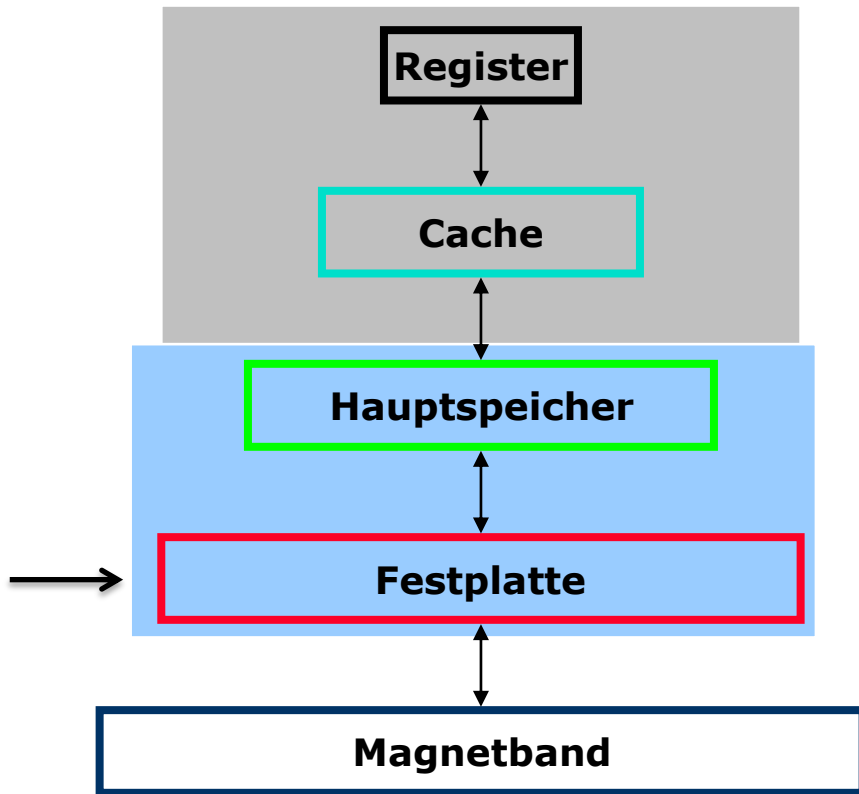 Register
Cache
Hauptspeicher
Festplatte
Magnetband